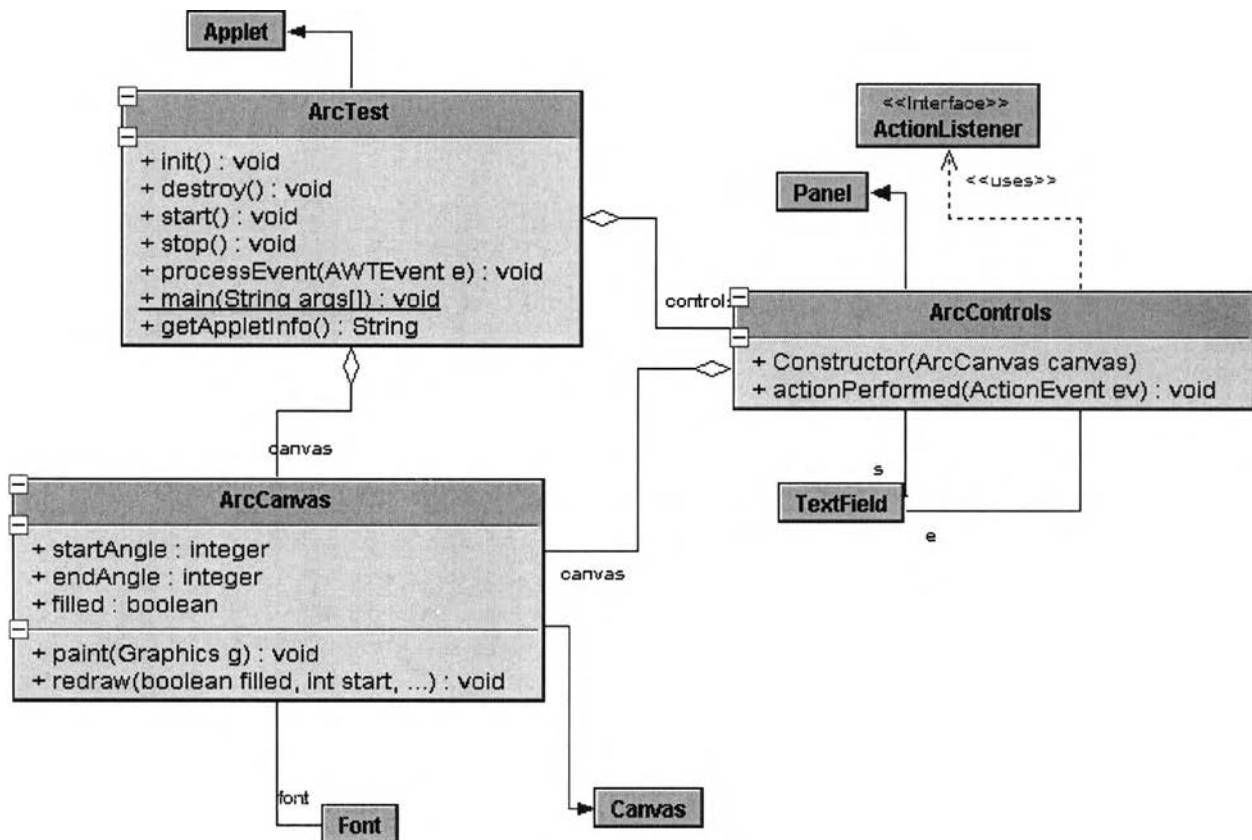 Applet
ArcTest
+ init() : void
+ destroy() : void
+ start() : void
+ stop() : void
+ processEvent(AWTEvent e) : void
+ main(String args[]) : void
+ getAppletInfo() : String
<<Interface>>
ActionListener
<<uses>>
Panel
control:
ArcControls
+ Constructor(ArcCanvas canvas)
+ actionPerformed(ActionEvent ev) : void
canvas
s
TextField
e
ArcCanvas
+ startAngle : integer
+ endAngle : integer
+ filled : boolean
canvas
+ paint(Graphics g) : void
+ redraw(boolean filled, int start, ...) : void
font
Font
Canvas